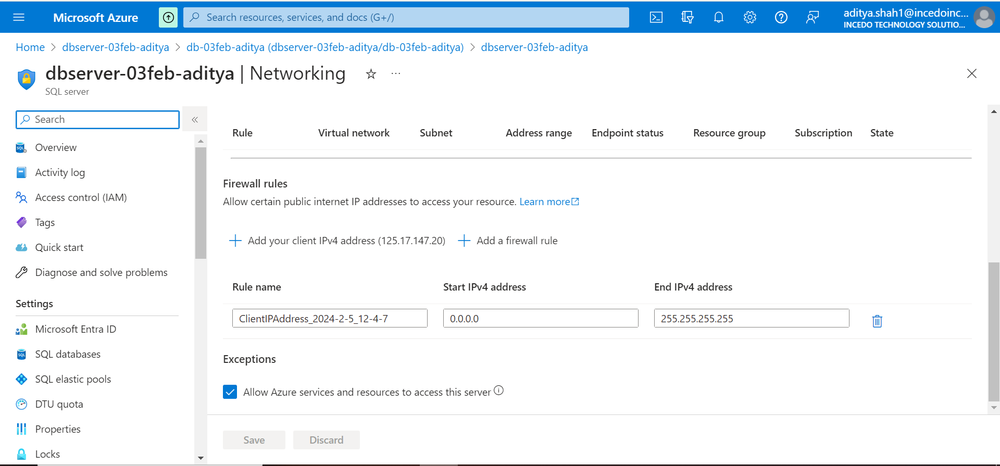 Microsoft Azure
Search resources, services, and docs (G+/)
aditya.shah1@incedoinc...
INCEDO TECHNOLOGY SOLUTIO...
Home > dbserver-03feb-aditya > db-03feb-aditya (dbserver-03feb-aditya/db-03feb-aditya) > dbserver-03feb-aditya
dbserver-03feb-aditya | Networking
SQL server
Search
Overview
Activity log
Access control (IAM)
Tags
Quick start
Diagnose and solve problems
Settings
Microsoft Entra ID
SQL databases
SQL elastic pools
DTU quota
Properties
Locks
Rule Virtual network Subnet Address range Endpoint status Resource group Subscription State
Firewall rules
Allow certain public internet IP addresses to access your resource. Learn more
Add your client IPv4 address (125.17.147.20) Add a firewall rule
Rule name Start IPv4 address End IPv4 address
ClientIPAddress_2024-2-5_12-4-7 0.0.0.0 255.255.255.255
Exceptions
Allow Azure services and resources to access this server
Save Discard